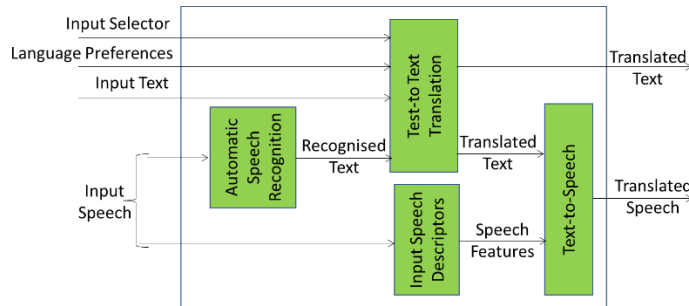 Input Selector
Language Preferences
Input Text
Test-to Text
Translation
Translated
Text
Automatic
Speech
Recognition
Recognised
Text
Translated
Text
Input
Speech
Input Speech
Descriptors
Speech
Features
Text-to-Speech
Translated
Speech